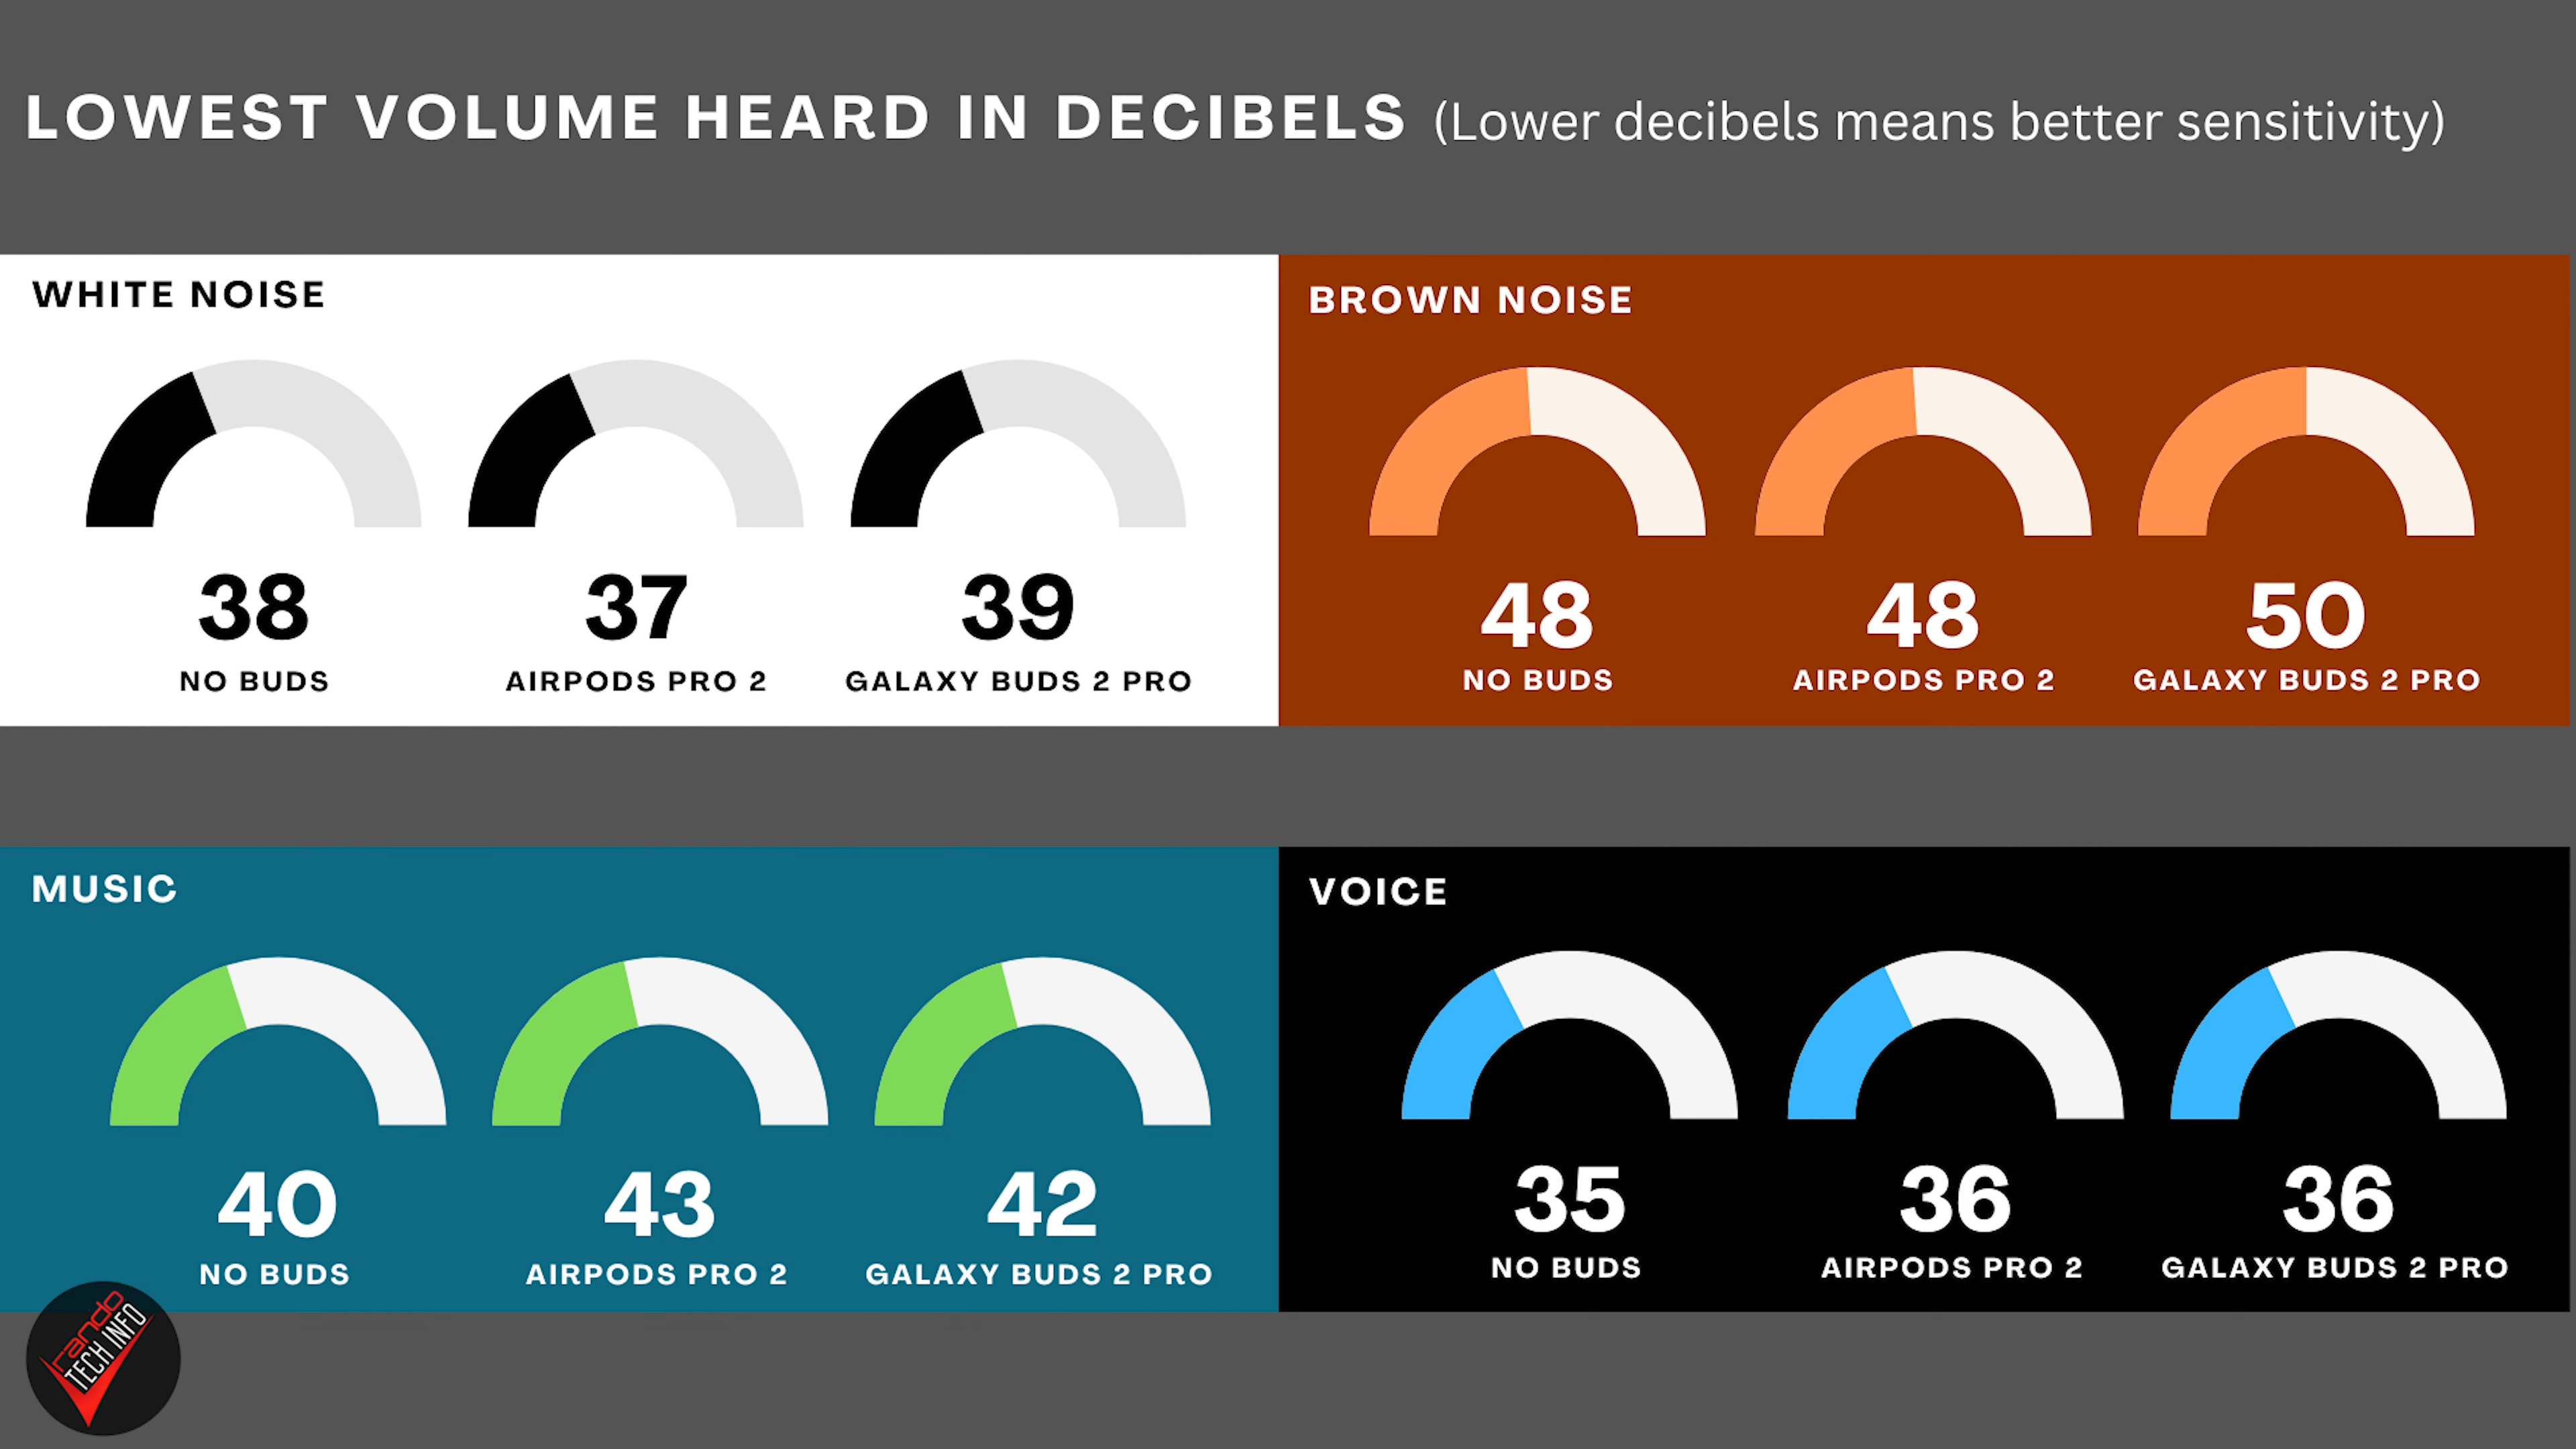 LOWEST VOLUME HEARD IN DECIBELS (Lower decibels means better sensitivity)
WHITE NOISE
38
NO BUDS
37
AIRPODS PRO 2
39
GALAXY BUDS 2 PRO
BROWN NOISE
48
NO BUDS
48
AIRPODS PRO 2
50
GALAXY BUDS 2 PRO
MUSIC
40
NO BUDS
43
AIRPODS PRO 2
42
GALAXY BUDS 2 PRO
VOICE
35
NO BUDS
36
AIRPODS PRO 2
36
GALAXY BUDS 2 PRO
rando
TECH INFO